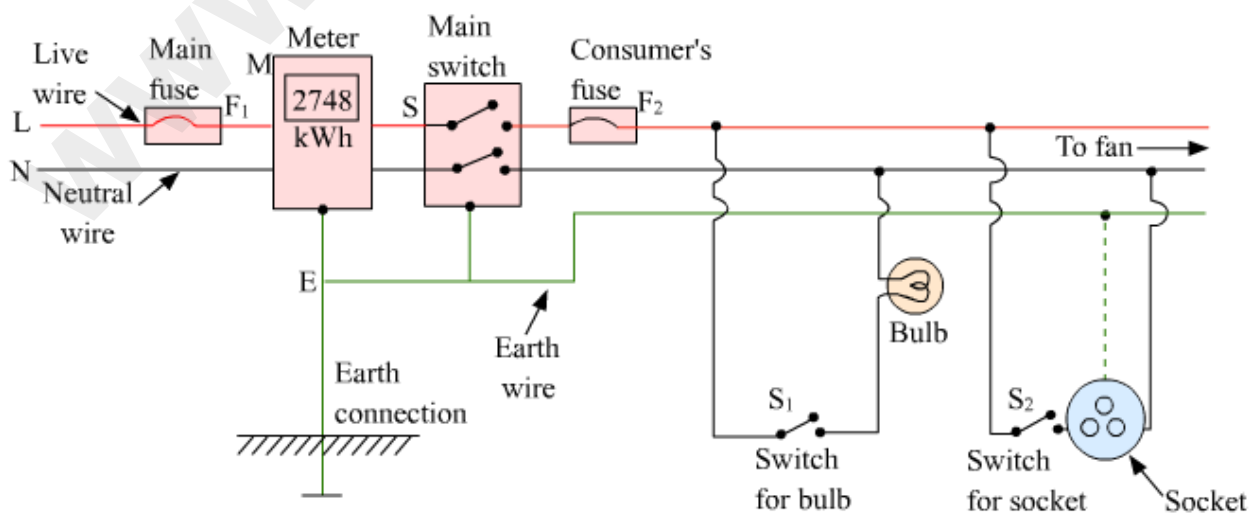 Live
wire
Main
fuse
F1
Meter
M
2748
kWh
Main
switch
S
Consumer's
fuse
F2
L
N
Neutral
wire
To fan
E
Earth
wire
Earth
connection
Bulb
S1
Switch
for bulb
S2
Switch
for socket
Socket